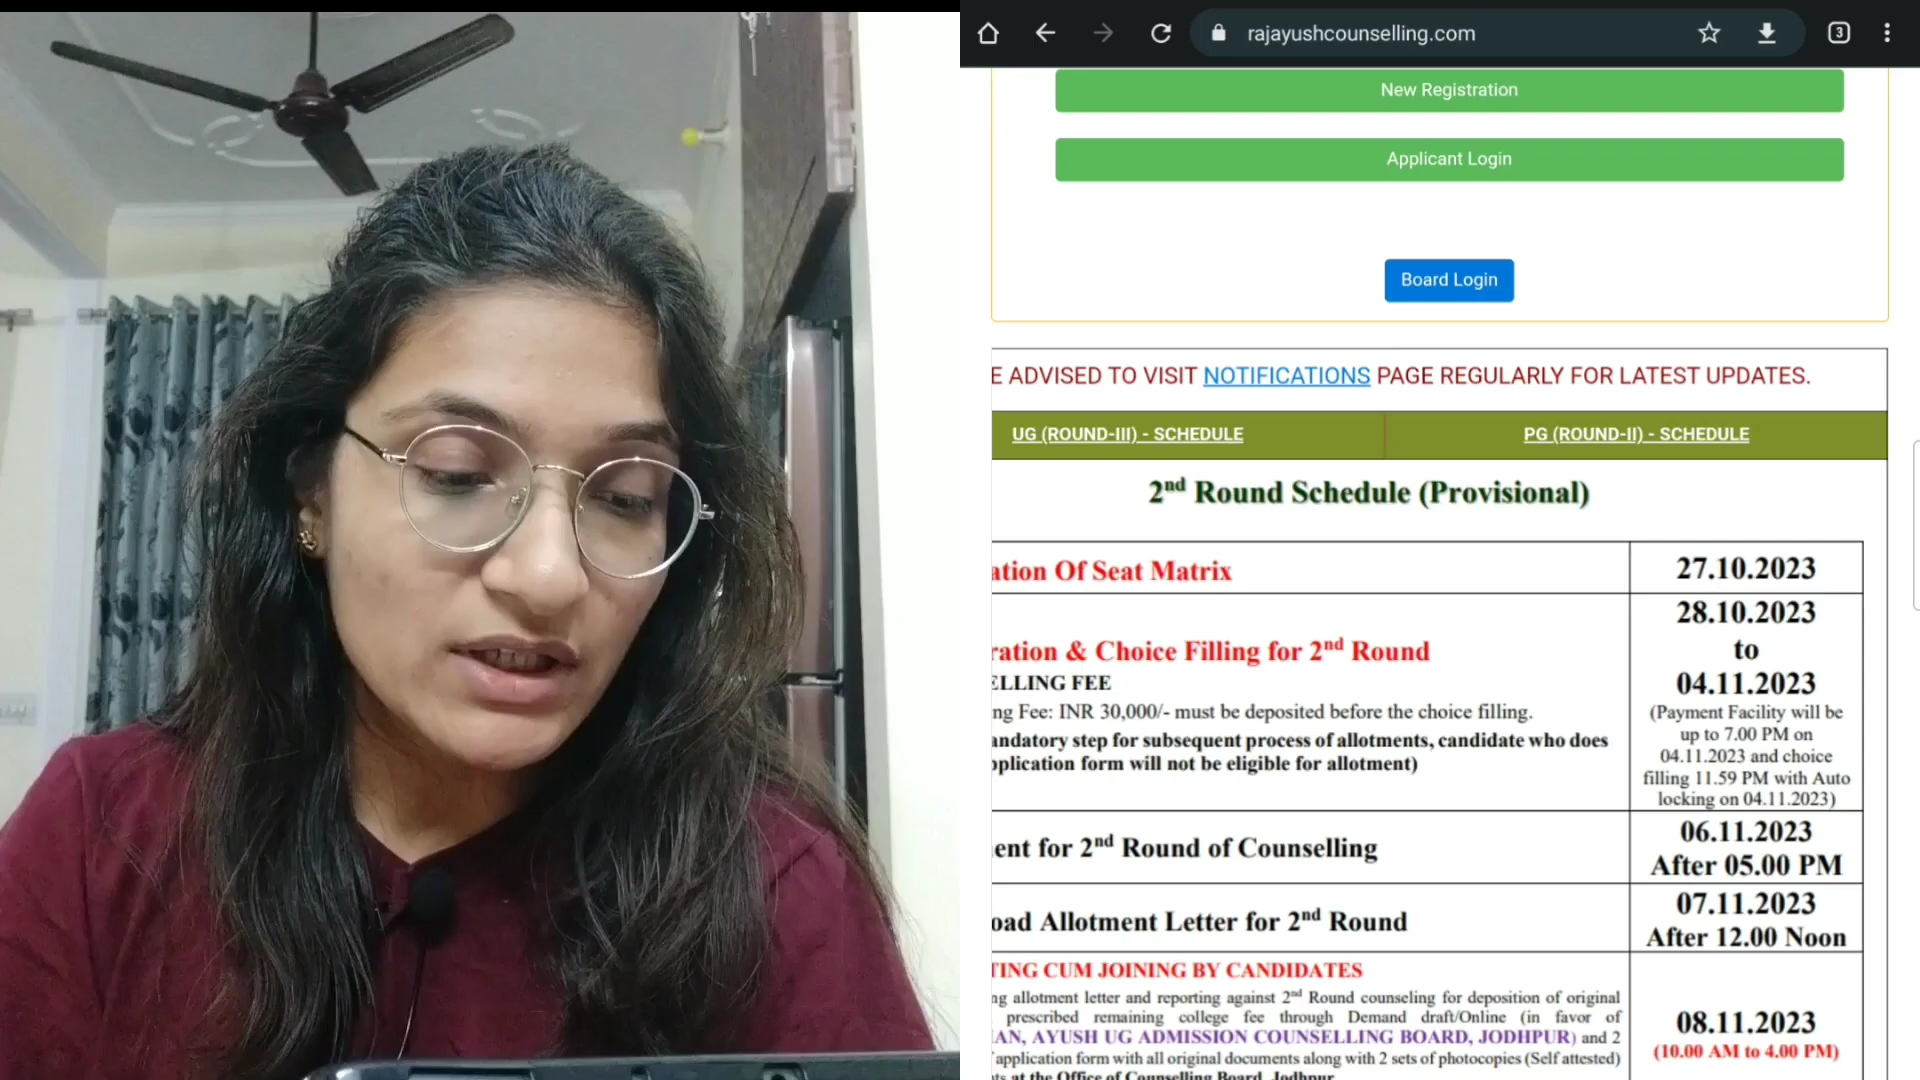 rajayushcounselling.com
3
New Registration
Applicant Login
Board Login
E ADVISED TO VISIT NOTIFICATIONS PAGE REGULARLY FOR LATEST UPDATES.
UG (ROUND-III) - SCHEDULE
PG (ROUND-II) - SCHEDULE
2nd Round Schedule (Provisional)
ation Of Seat Matrix
27.10.2023
ration & Choice Filling for 2nd Round
ELLING FEE
ng Fee: INR 30,000/- must be deposited before the choice filling.
andatory step for subsequent process of allotments, candidate who does
pplication form will not be eligible for allotment)
28.10.2023
to
04.11.2023
(Payment Facility will be
up to 7.00 PM on
04.11.2023 and choice
filling 11.59 PM with Auto
locking on 04.11.2023)
ent for 2nd Round of Counselling
06.11.2023
After 05.00 PM
oad Allotment Letter for 2nd Round
07.11.2023
After 12.00 Noon
TING CUM JOINING BY CANDIDATES
ng allotment letter and reporting against 2nd Round counseling for deposition of original
prescribed remaining college fee through Demand draft/Online (in favor of
AN, AYUSH UG ADMISSION COUNSELLING BOARD, JODHPUR) and 2
application form with all original documents along with 2 sets of photocopies (Self attested)
ts at the Office of Counselling Board, Jodhpur
08.11.2023
(10.00 AM to 4.00 PM)